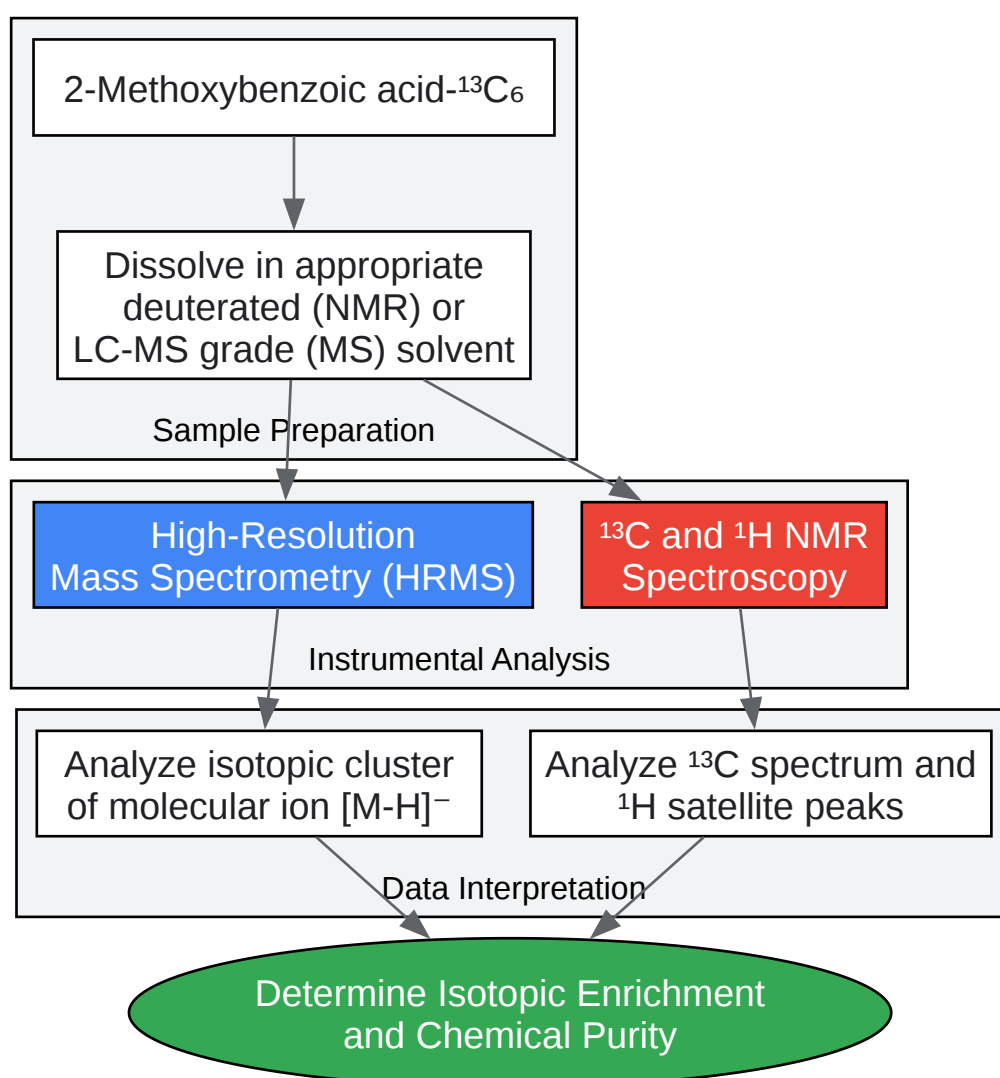 2-Methoxybenzoic acid-¹³C₆
Dissolve in appropriate
deuterated (NMR) or
LC-MS grade (MS) solvent
Sample Preparation
High-Resolution
Mass Spectrometry (HRMS)
¹³C and ¹H NMR
Spectroscopy
Instrumental Analysis
Analyze isotopic cluster
of molecular ion [M-H]⁻
Analyze ¹³C spectrum and
¹H satellite peaks
Data Interpretation
Determine Isotopic Enrichment
and Chemical Purity